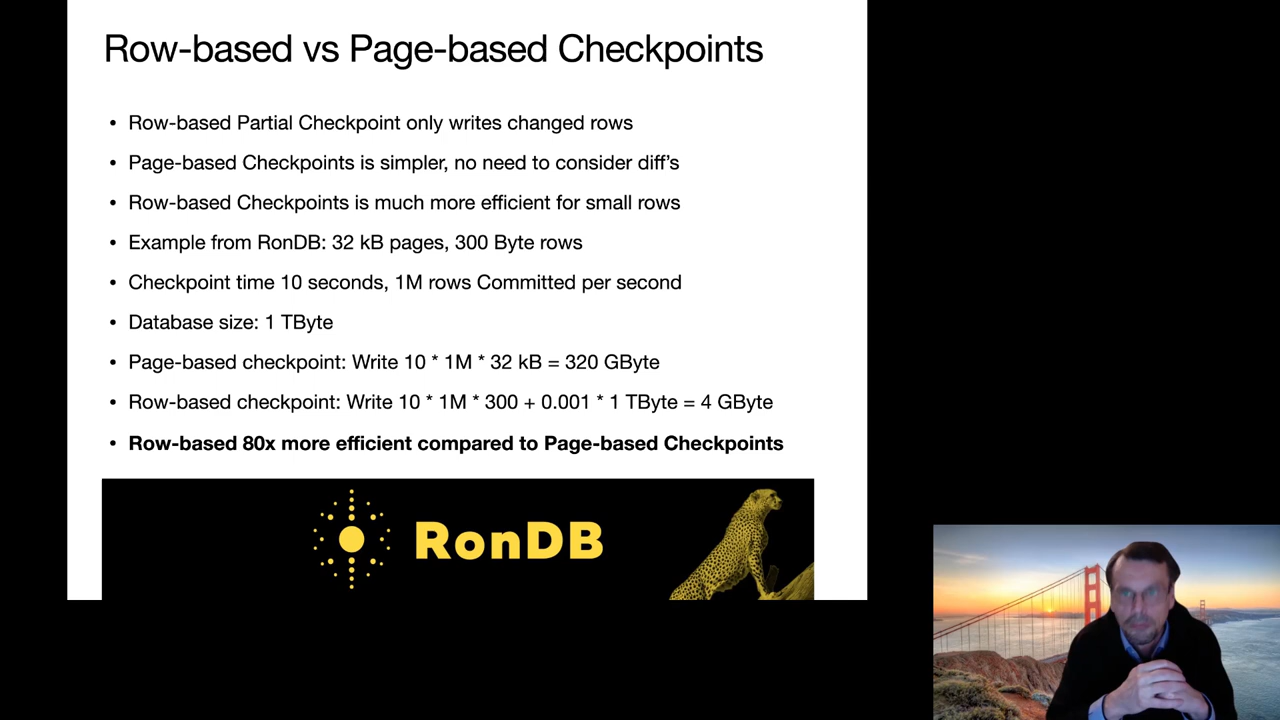 Row-based vs Page-based Checkpoints
• Row-based Partial Checkpoint only writes changed rows
• Page-based Checkpoints is simpler, no need to consider diff's
• Row-based Checkpoints is much more efficient for small rows
• Example from RonDB: 32 kB pages, 300 Byte rows
• Checkpoint time 10 seconds, 1M rows Committed per second
• Database size: 1 TByte
• Page-based checkpoint: Write 10 * 1M * 32 kB = 320 GByte
• Row-based checkpoint: Write 10 * 1M * 300 + 0.001 * 1 TByte = 4 GByte
• Row-based 80x more efficient compared to Page-based Checkpoints
RonDB